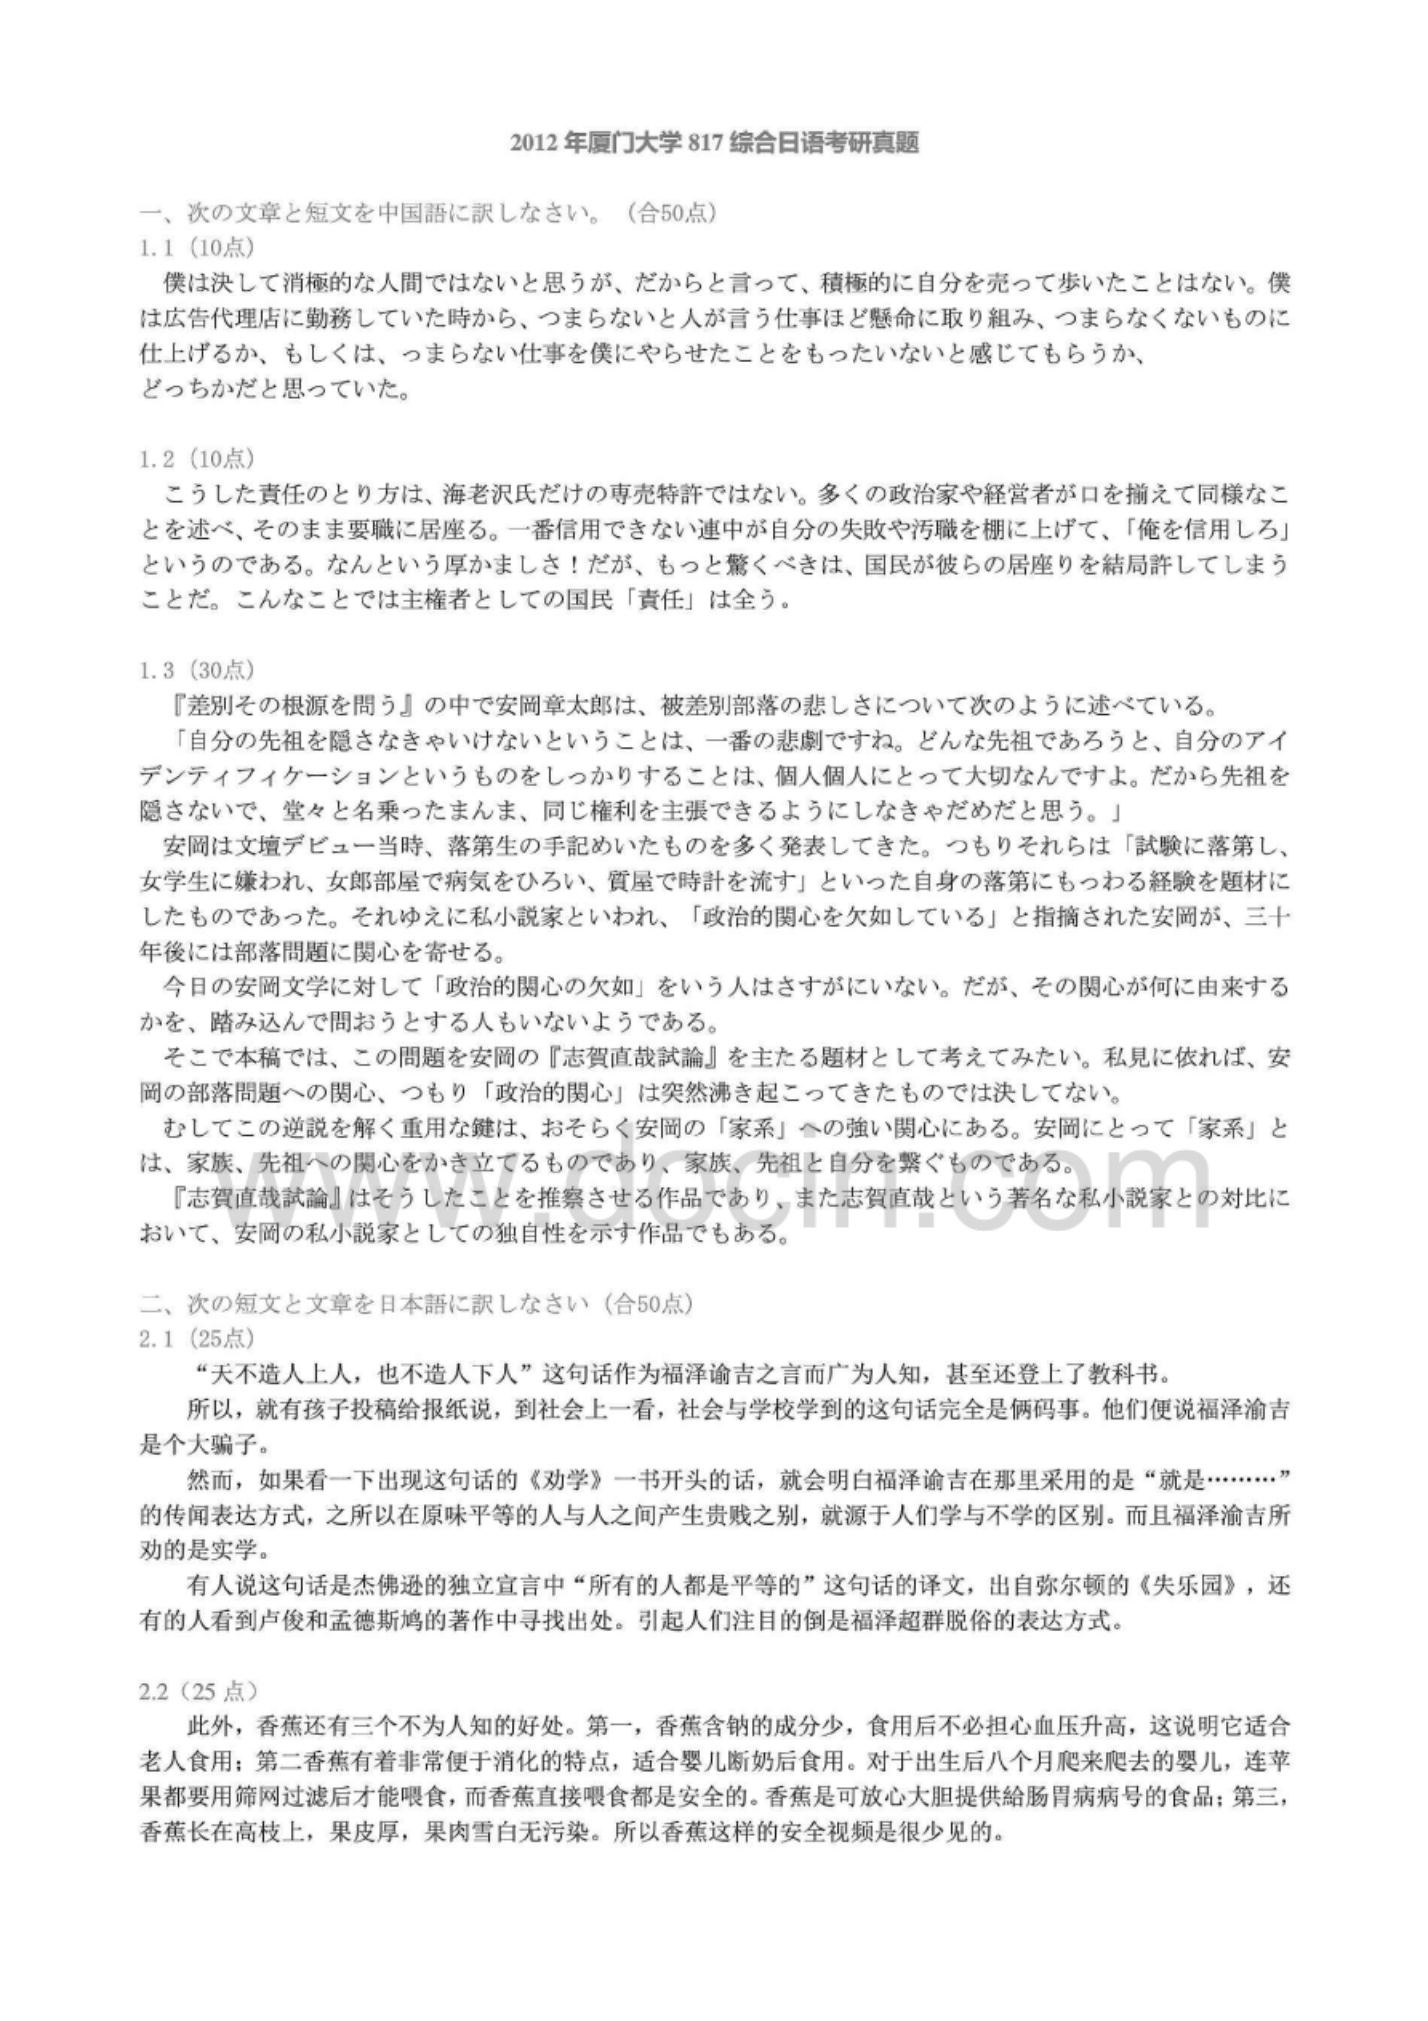 2012 年厦门大学 817 综合日语考研真题
一、次の文章と短文を中国語に訳しなさい。（合50点）
1.1（10点）
僕は決して消極的な人間ではないと思うが、だからと言って、積極的に自分を売って歩いたことはない。僕
は広告代理店に勤務していた時から、つまらないと人が言う仕事ほど懸命に取り組み、つまらなくないものに
仕上げるか、もしくは、っまらない仕事を僕にやらせたことをもったいないと感じてもらうか、
どっちかだと思っていた。
1.2（10点）
こうした責任のとり方は、海老沢氏だけの専売特許ではない。多くの政治家や経営者が口を揃えて同様なこ
とを述べ、そのまま要職に居座る。一番信用できない連中が自分の失敗や汚職を棚に上げて、「俺を信用しろ」
というのである。なんという厚かましさ！だが、もっと驚くべきは、国民が彼らの居座りを結局許してしまう
ことだ。こんなことでは主権者としての国民「責任」は全う。
1.3（30点）
『差別その根源を問う』の中で安岡章太郎は、被差別部落の悲しさについて次のように述べている。
「自分の先祖を隠さなきゃいけないということは、一番の悲劇ですね。どんな先祖であろうと、自分のアイ
デンティフィケーションというものをしっかりすることは、個人個人にとって大切なんですよ。だから先祖を
隠さないで、堂々と名乗ったまんま、同じ権利を主張できるようにしなきゃだめだと思う。」
安岡は文壇デビュー当時、落第生の手記めいたものを多く発表してきた。つもりそれらは「試験に落第し、
女学生に嫌われ、女郎部屋で病気をひろい、質屋で時計を流す」といった自身の落第にもっわる経験を題材に
したものであった。それゆえに私小説家といわれ、「政治的関心を欠如している」と指摘された安岡が、三十
年後には部落問題に関心を寄せる。
今日の安岡文学に対して「政治的関心の欠如」をいう人はさすがにいない。だが、その関心が何に由来する
かを、踏み込んで問おうとする人もいないようである。
そこで本稿では、この問題を安岡の『志賀直哉試論』を主たる題材として考えてみたい。私見に依れば、安
岡の部落問題への関心、つもり「政治的関心」は突然沸き起こってきたものでは決してない。
むしてこの逆説を解く重用な鍵は、おそらく安岡の「家系」への強い関心にある。安岡にとって「家系」と
は、家族、先祖への関心をかき立てるものであり、家族、先祖と自分を繋ぐものである。
『志賀直哉試論』はそうしたことを推察させる作品であり、また志賀直哉という著名な私小説家との対比に
おいて、安岡の私小説家としての独自性を示す作品でもある。
www.docin.com
二、次の短文と文章を日本語に訳しなさい（合50点）
2.1（25点）
“天不造人上人，也不造人下人”这句话作为福泽谕吉之言而广为人知，甚至还登上了教科书。
所以，就有孩子投稿给报纸说，到社会上一看，社会与学校学到的这句话完全是俩码事。他们便说福泽渝吉
是个大骗子。
然而，如果看一下出现这句话的《劝学》一书开头的话，就会明白福泽谕吉在那里采用的是“就是………”
的传闻表达方式，之所以在原味平等的人与人之间产生贵贱之别，就源于人们学与不学的区别。而且福泽渝吉所
劝的是实学。
有人说这句话是杰佛逊的独立宣言中“所有的人都是平等的”这句话的译文，出自弥尔顿的《失乐园》，还
有的人看到卢俊和孟德斯鸠的著作中寻找出处。引起人们注目的倒是福泽超群脱俗的表达方式。
2.2（25 点）
此外，香蕉还有三个不为人知的好处。第一，香蕉含钠的成分少，食用后不必担心血压升高，这说明它适合
老人食用；第二香蕉有着非常便于消化的特点，适合婴儿断奶后食用。对于出生后八个月爬来爬去的婴儿，连苹
果都要用筛网过滤后才能喂食，而香蕉直接喂食都是安全的。香蕉是可放心大胆提供給肠胃病病号的食品；第三，
香蕉长在高枝上，果皮厚，果肉雪白无污染。所以香蕉这样的安全视频是很少见的。